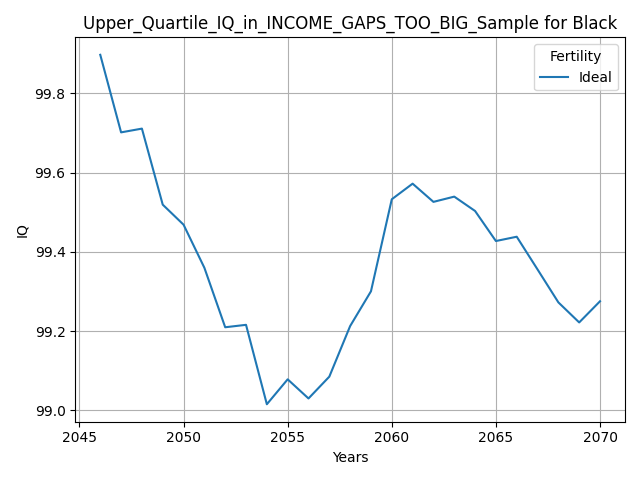 Upper_Quartile_IQ_in_INCOME_GAPS_TOO_BIG_Sample for Black
Fertility
Ideal
99.8
99.6
99.4
99.2
99.0
IQ
2045 2050 2055 2060 2065 2070
Years